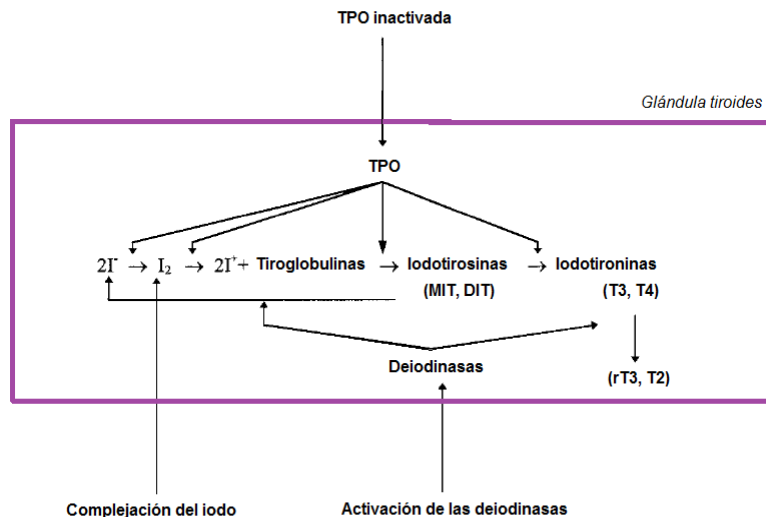 TPO inactivada
Glándula tiroides
TPO
2I⁻ → I₂ → 2I⁺ + Tiroglobulinas → Iodotirosinas → Iodotironinas
(MIT, DIT) (T3, T4)
Deiodinasas
(rT3, T2)
Complejación del iodo Activación de las deiodinasas